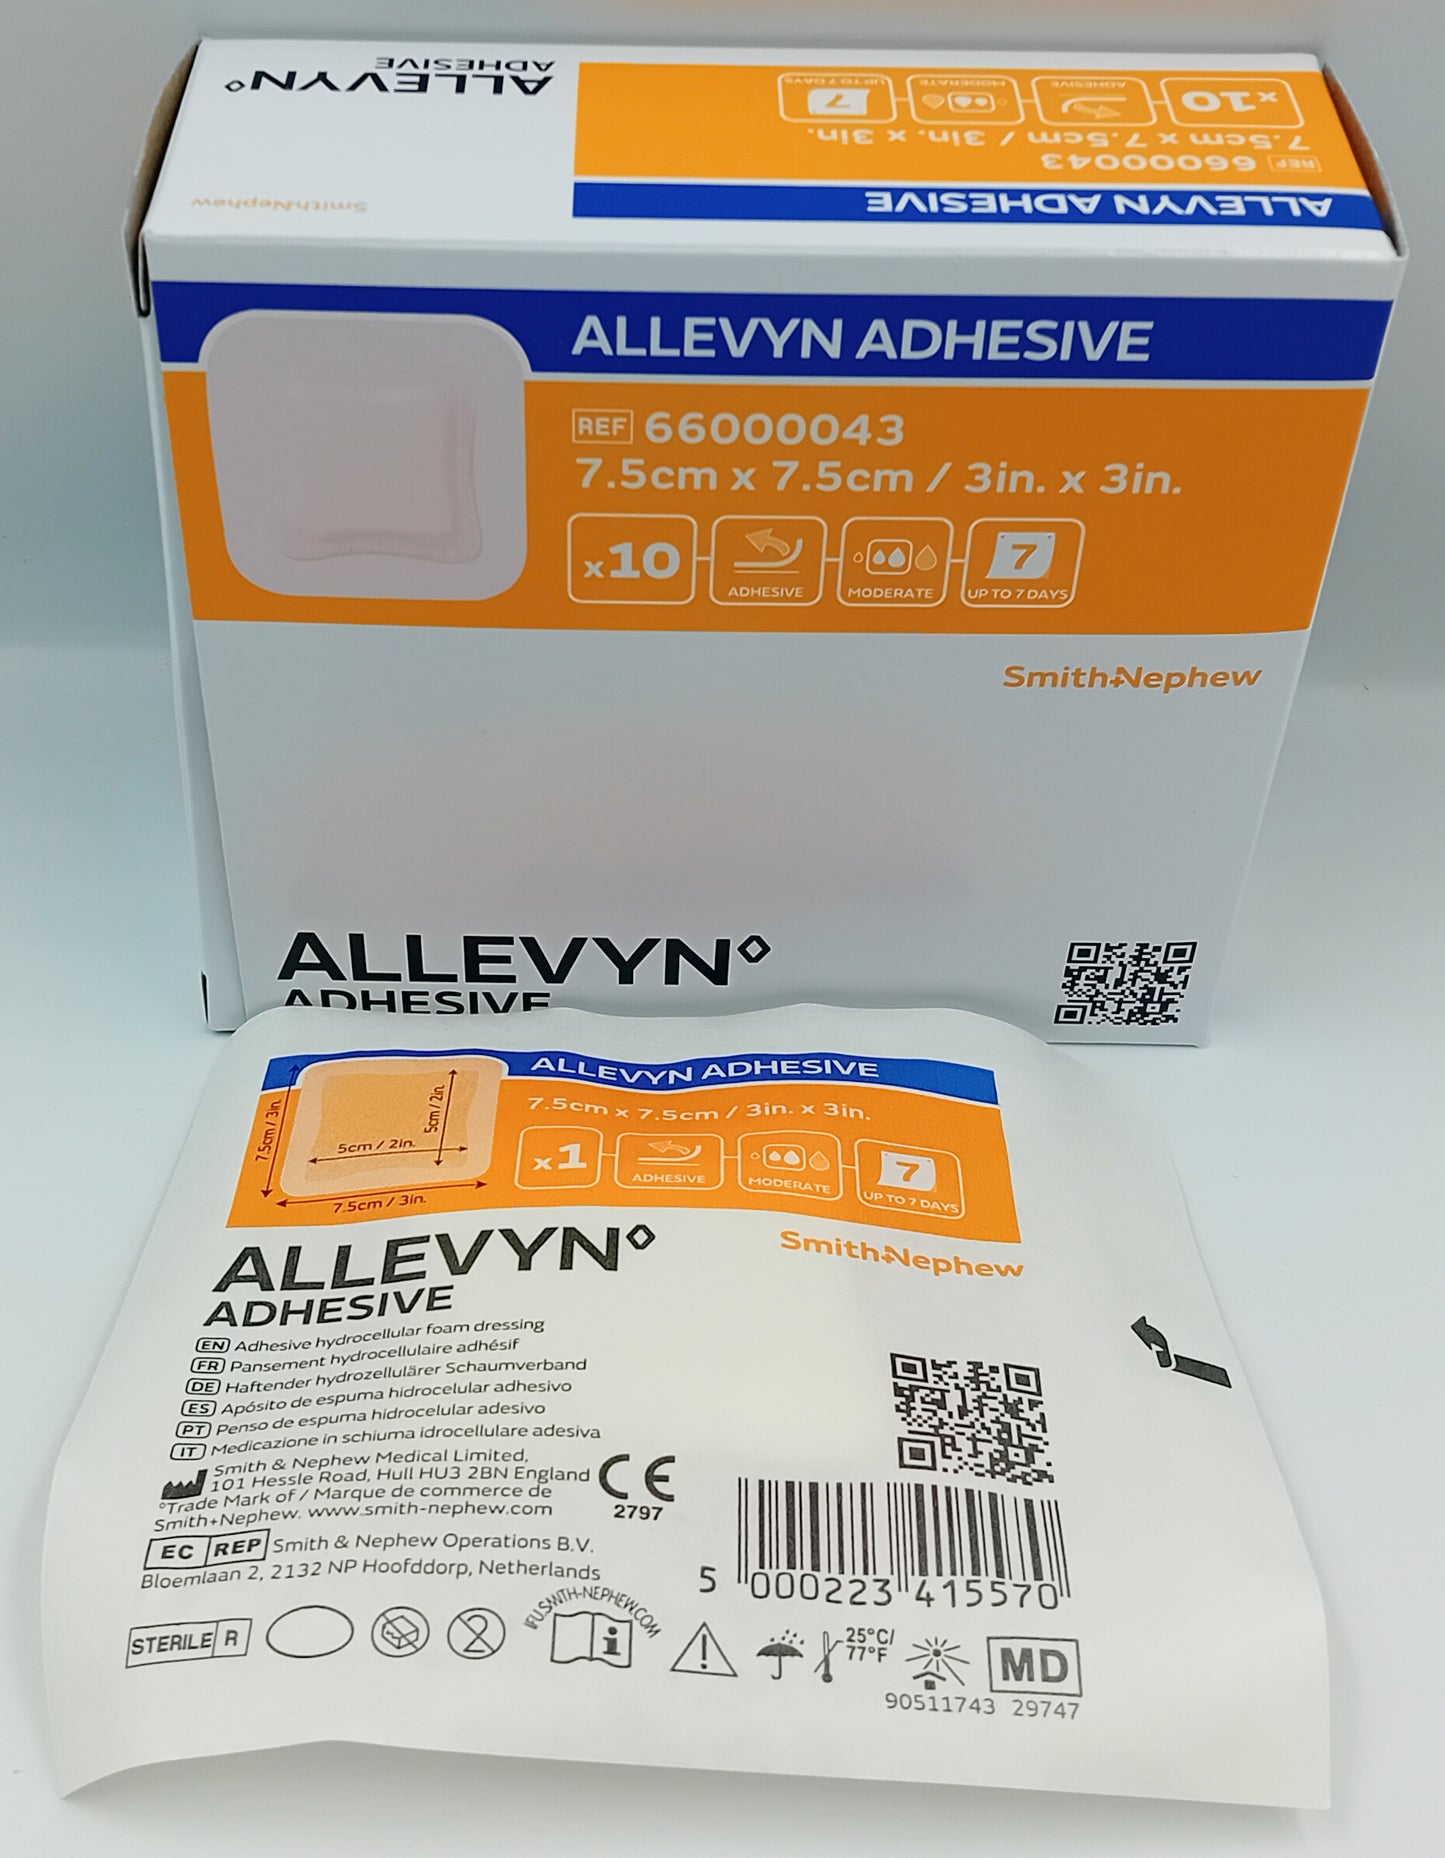 ALLEVYN◊
ADHESIVE
Smith+Nephew
x10
ADHESIVE
MODERATE
7
UP TO 7 DAYS
7.5cm x 7.5cm / 3in. x 3in.
REF 66000043
ALLEVYN ADHESIVE
ALLEVYN ADHESIVE
REF 66000043
7.5cm x 7.5cm / 3in. x 3in.
x10
ADHESIVE
MODERATE
7
UP TO 7 DAYS
Smith+Nephew
ALLEVYN◊
ADHESIVE
ALLEVYN ADHESIVE
7.5cm x 7.5cm / 3in. x 3in.
7.5cm / 3in.
5cm / 2in.
5cm / 2in.
7.5cm / 3in.
x1
ADHESIVE
MODERATE
7
UP TO 7 DAYS
Smith+Nephew
ALLEVYN◊
ADHESIVE
EN Adhesive hydrocellular foam dressing
FR Pansement hydrocellulaire adhésif
DE Haftender hydrozellulärer Schaumverband
ES Apósito de espuma hidrocelular adhesivo
PT Penso de espuma hidrocelular adesivo
IT Medicazione in schiuma idrocellulare adesiva
Smith & Nephew Medical Limited,
101 Hessle Road, Hull HU3 2BN England
◊Trade Mark of / Marque de commerce de
Smith+Nephew. www.smith-nephew.com
CE
2797
EC REP Smith & Nephew Operations B.V.
Bloemlaan 2, 2132 NP Hoofddorp, Netherlands
5 000223 415570
STERILE R
2
IFU.SMITH-NEPHEW.COM
i
25°C/
77°F
MD
90511743 29747